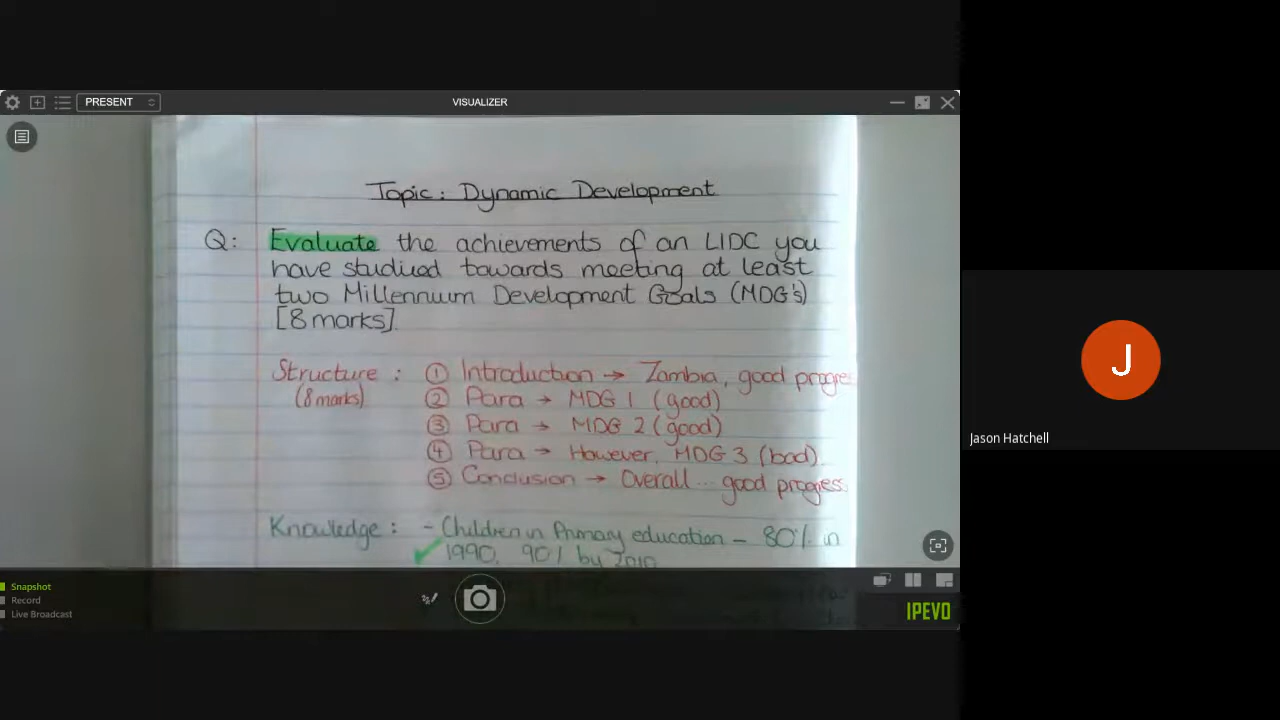 PRESENT
VISUALIZER
Topic: Dynamic Development
Q: Evaluate the achievements of an LIDC you
have studied towards meeting at least
two Millennium Development Goals (MDG's)
[8 marks].
Structure : ① Introduction → Zambia, good progre
(8 marks) ② Para → MDG 1 (good)
③ Para → MDG 2 (good)
④ Para → However, MDG 3 (bad).
⑤ Conclusion → Overall ... good progress.
Knowledge : - Children in Primary education - 80% in
1990, 90% by 2010
Snapshot
Record
Live Broadcast
IPEVO
J
Jason Hatchell